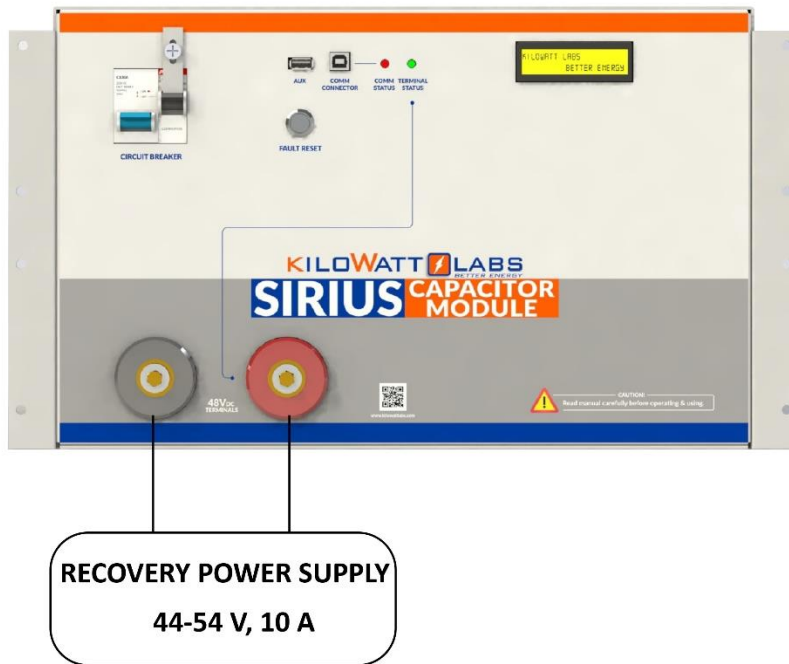 AUX
COMM
CONNECTOR
COMM
STATUS
TERMINAL
STATUS
KILOWATT LABS
BETTER ENERGY
CIRCUIT BREAKER
FAULT RESET
KILOWATT LABS
BETTER ENERGY
SIRIUS CAPACITOR
MODULE
48VDC
TERMINALS
CAUTION:
Read manual carefully before operating & using.
RECOVERY POWER SUPPLY
44-54 V, 10 A